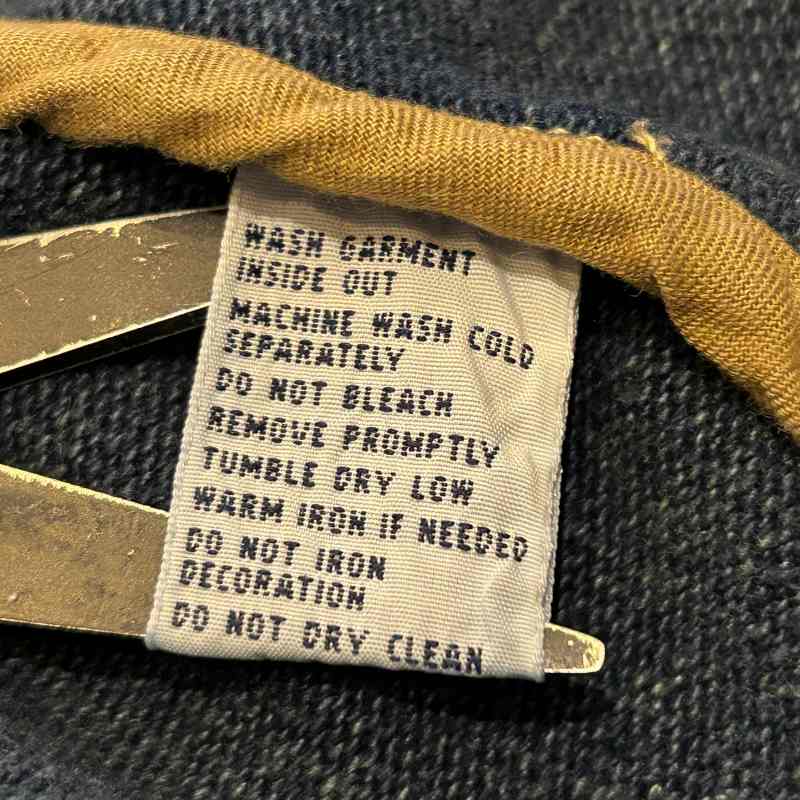 WASH GARMENT
INSIDE OUT
MACHINE WASH COLD
SEPARATELY
DO NOT BLEACH
REMOVE PROMPTLY
TUMBLE DRY LOW
WARM IRON IF NEEDED
DO NOT IRON
DECORATION
DO NOT DRY CLEAN